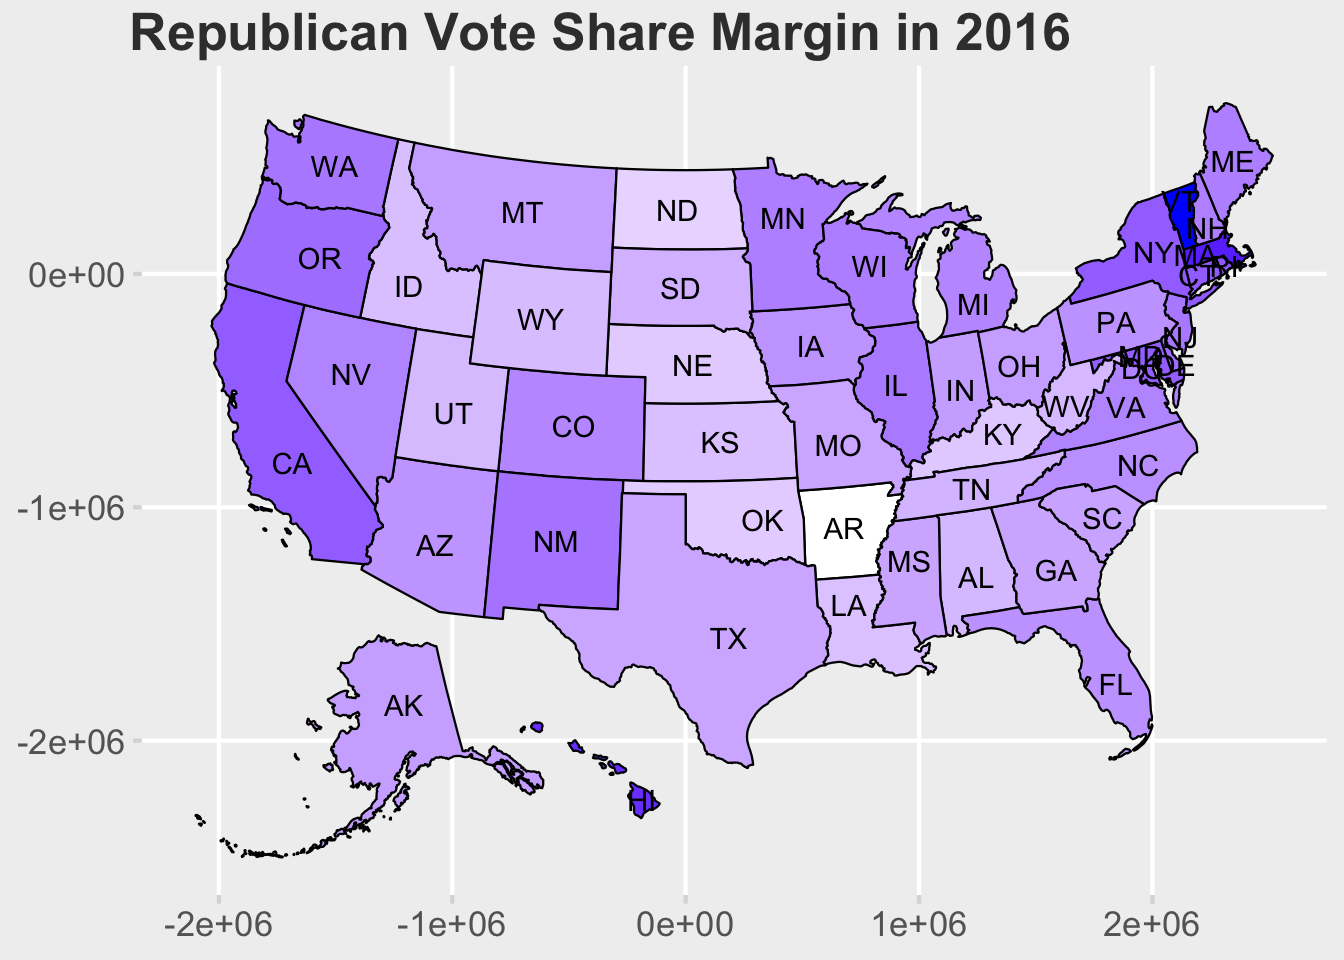 Republican Vote Share Margin in 2016
WA
ME
MT
ND
MN
VT
NH
OR
ID
SD
WI
NY
MA
RI
CT
WY
MI
NV
NE
IA
PA
NJ
UT
CO
KS
IL
IN
OH
MD
DC
DE
WV
VA
CA
MO
KY
NC
AZ
NM
OK
AR
TN
SC
MS
AL
GA
TX
LA
FL
AK
HI
0e+00
-1e+06
-2e+06
-2e+06
-1e+06
0e+00
1e+06
2e+06